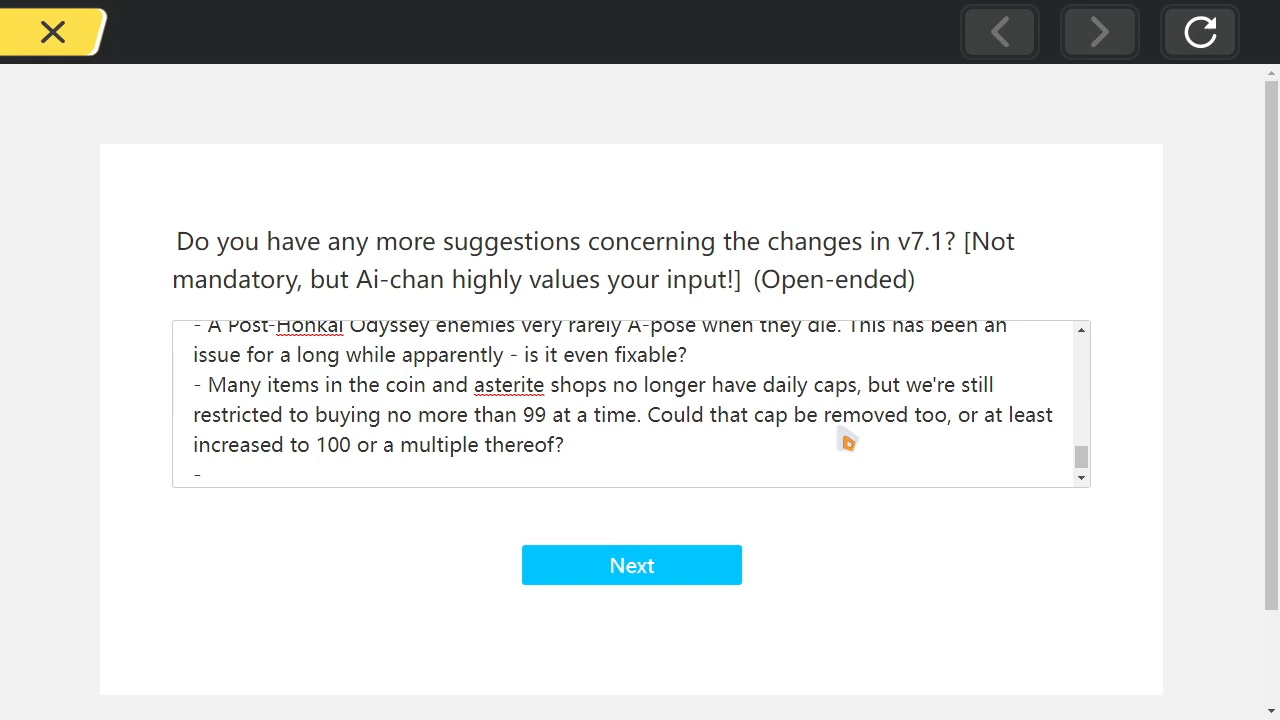 Do you have any more suggestions concerning the changes in v7.1? [Not
mandatory, but Ai-chan highly values your input!] (Open-ended)
- A Post-Honkai Odyssey enemies very rarely A-pose when they die. This has been an
issue for a long while apparently - is it even fixable?
- Many items in the coin and asterite shops no longer have daily caps, but we're still
restricted to buying no more than 99 at a time. Could that cap be removed too, or at least
increased to 100 or a multiple thereof?
-
Next